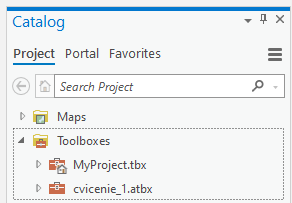 Catalog
Project Portal Favorites
Search Project
Maps
Toolboxes
MyProject.tbx
cvicenie_1.atbx